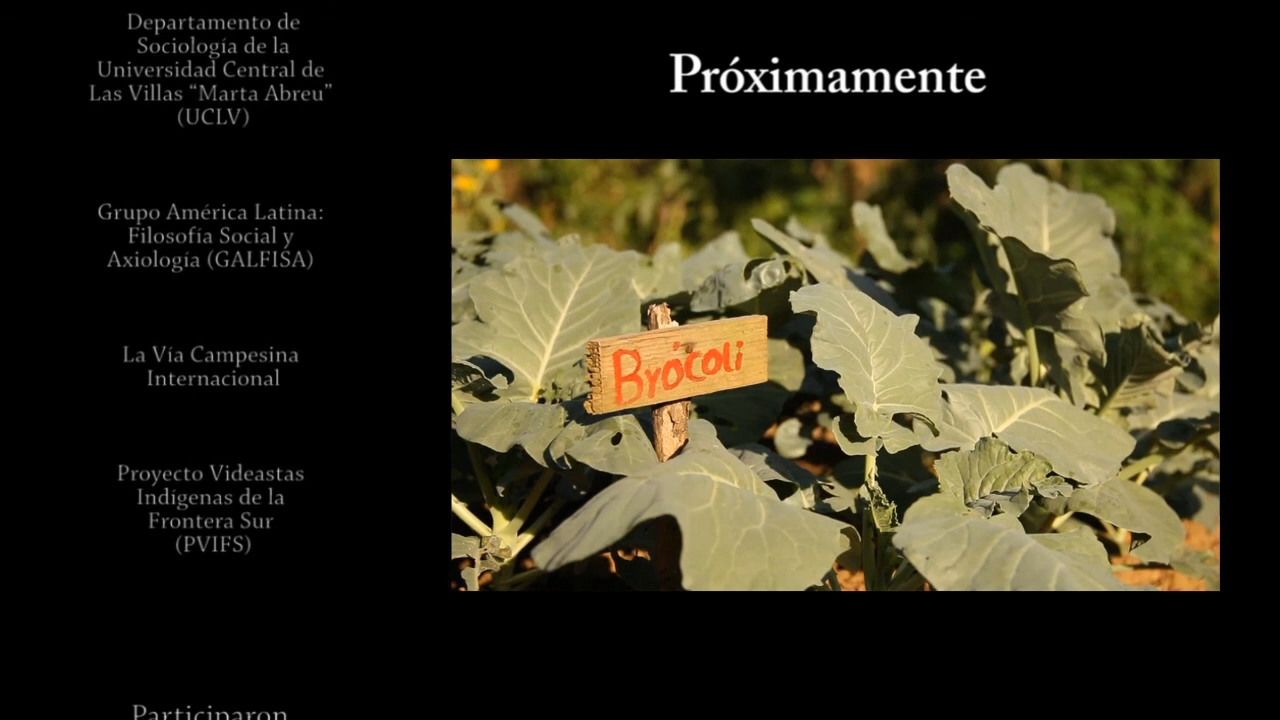 Departamento de
Sociología de la
Universidad Central de
Las Villas “Marta Abreu”
(UCLV)
Grupo América Latina:
Filosofía Social y
Axiología (GALFISA)
La Vía Campesina
Internacional
Proyecto Videastas
Indígenas de la
Frontera Sur
(PVIFS)
Participaron
Próximamente
Brócoli